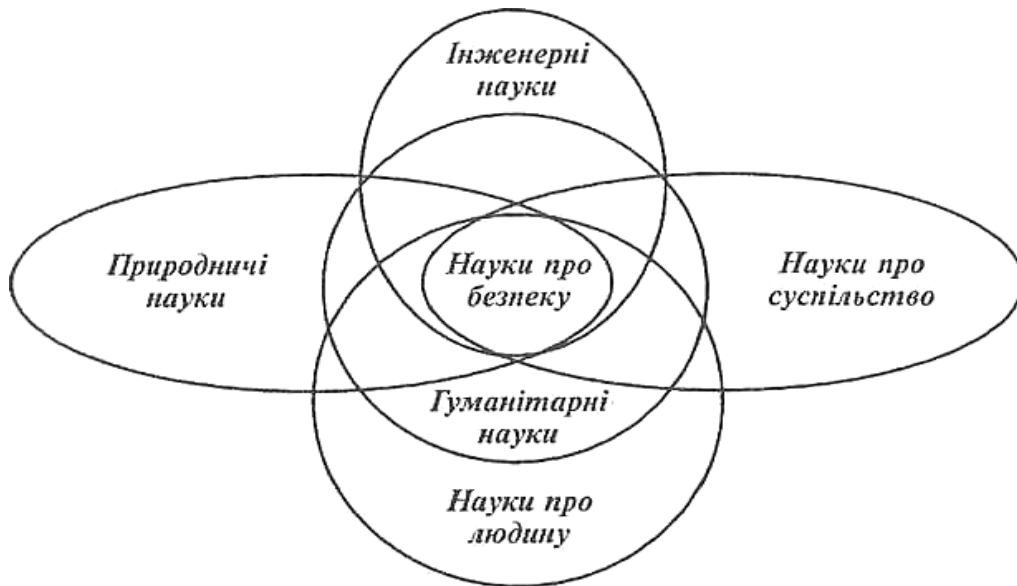 Інженерні
науки
Природничі
науки
Науки про
безпеку
Науки про
суспільство
Гуманітарні
науки
Науки про
людину